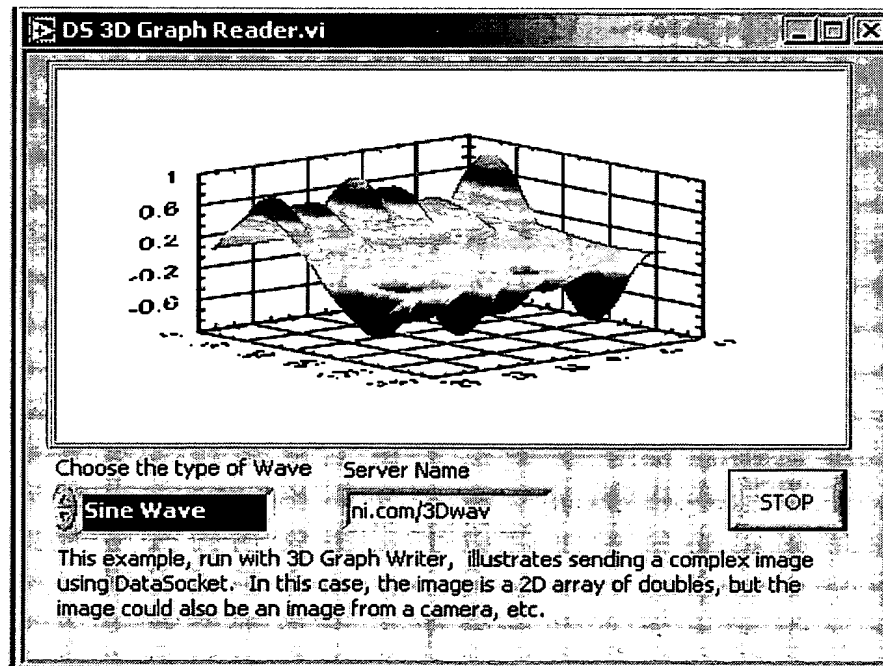 DS 3D Graph Reader.vi
1
0.6
0.2
-0.2
-0.6
Choose the type of Wave
Server Name
Sine Wave
ni.com/3Dwav
STOP
This example, run with 3D Graph Writer, illustrates sending a complex image
using DataSocket. In this case, the image is a 2D array of doubles, but the
image could also be an image from a camera, etc.